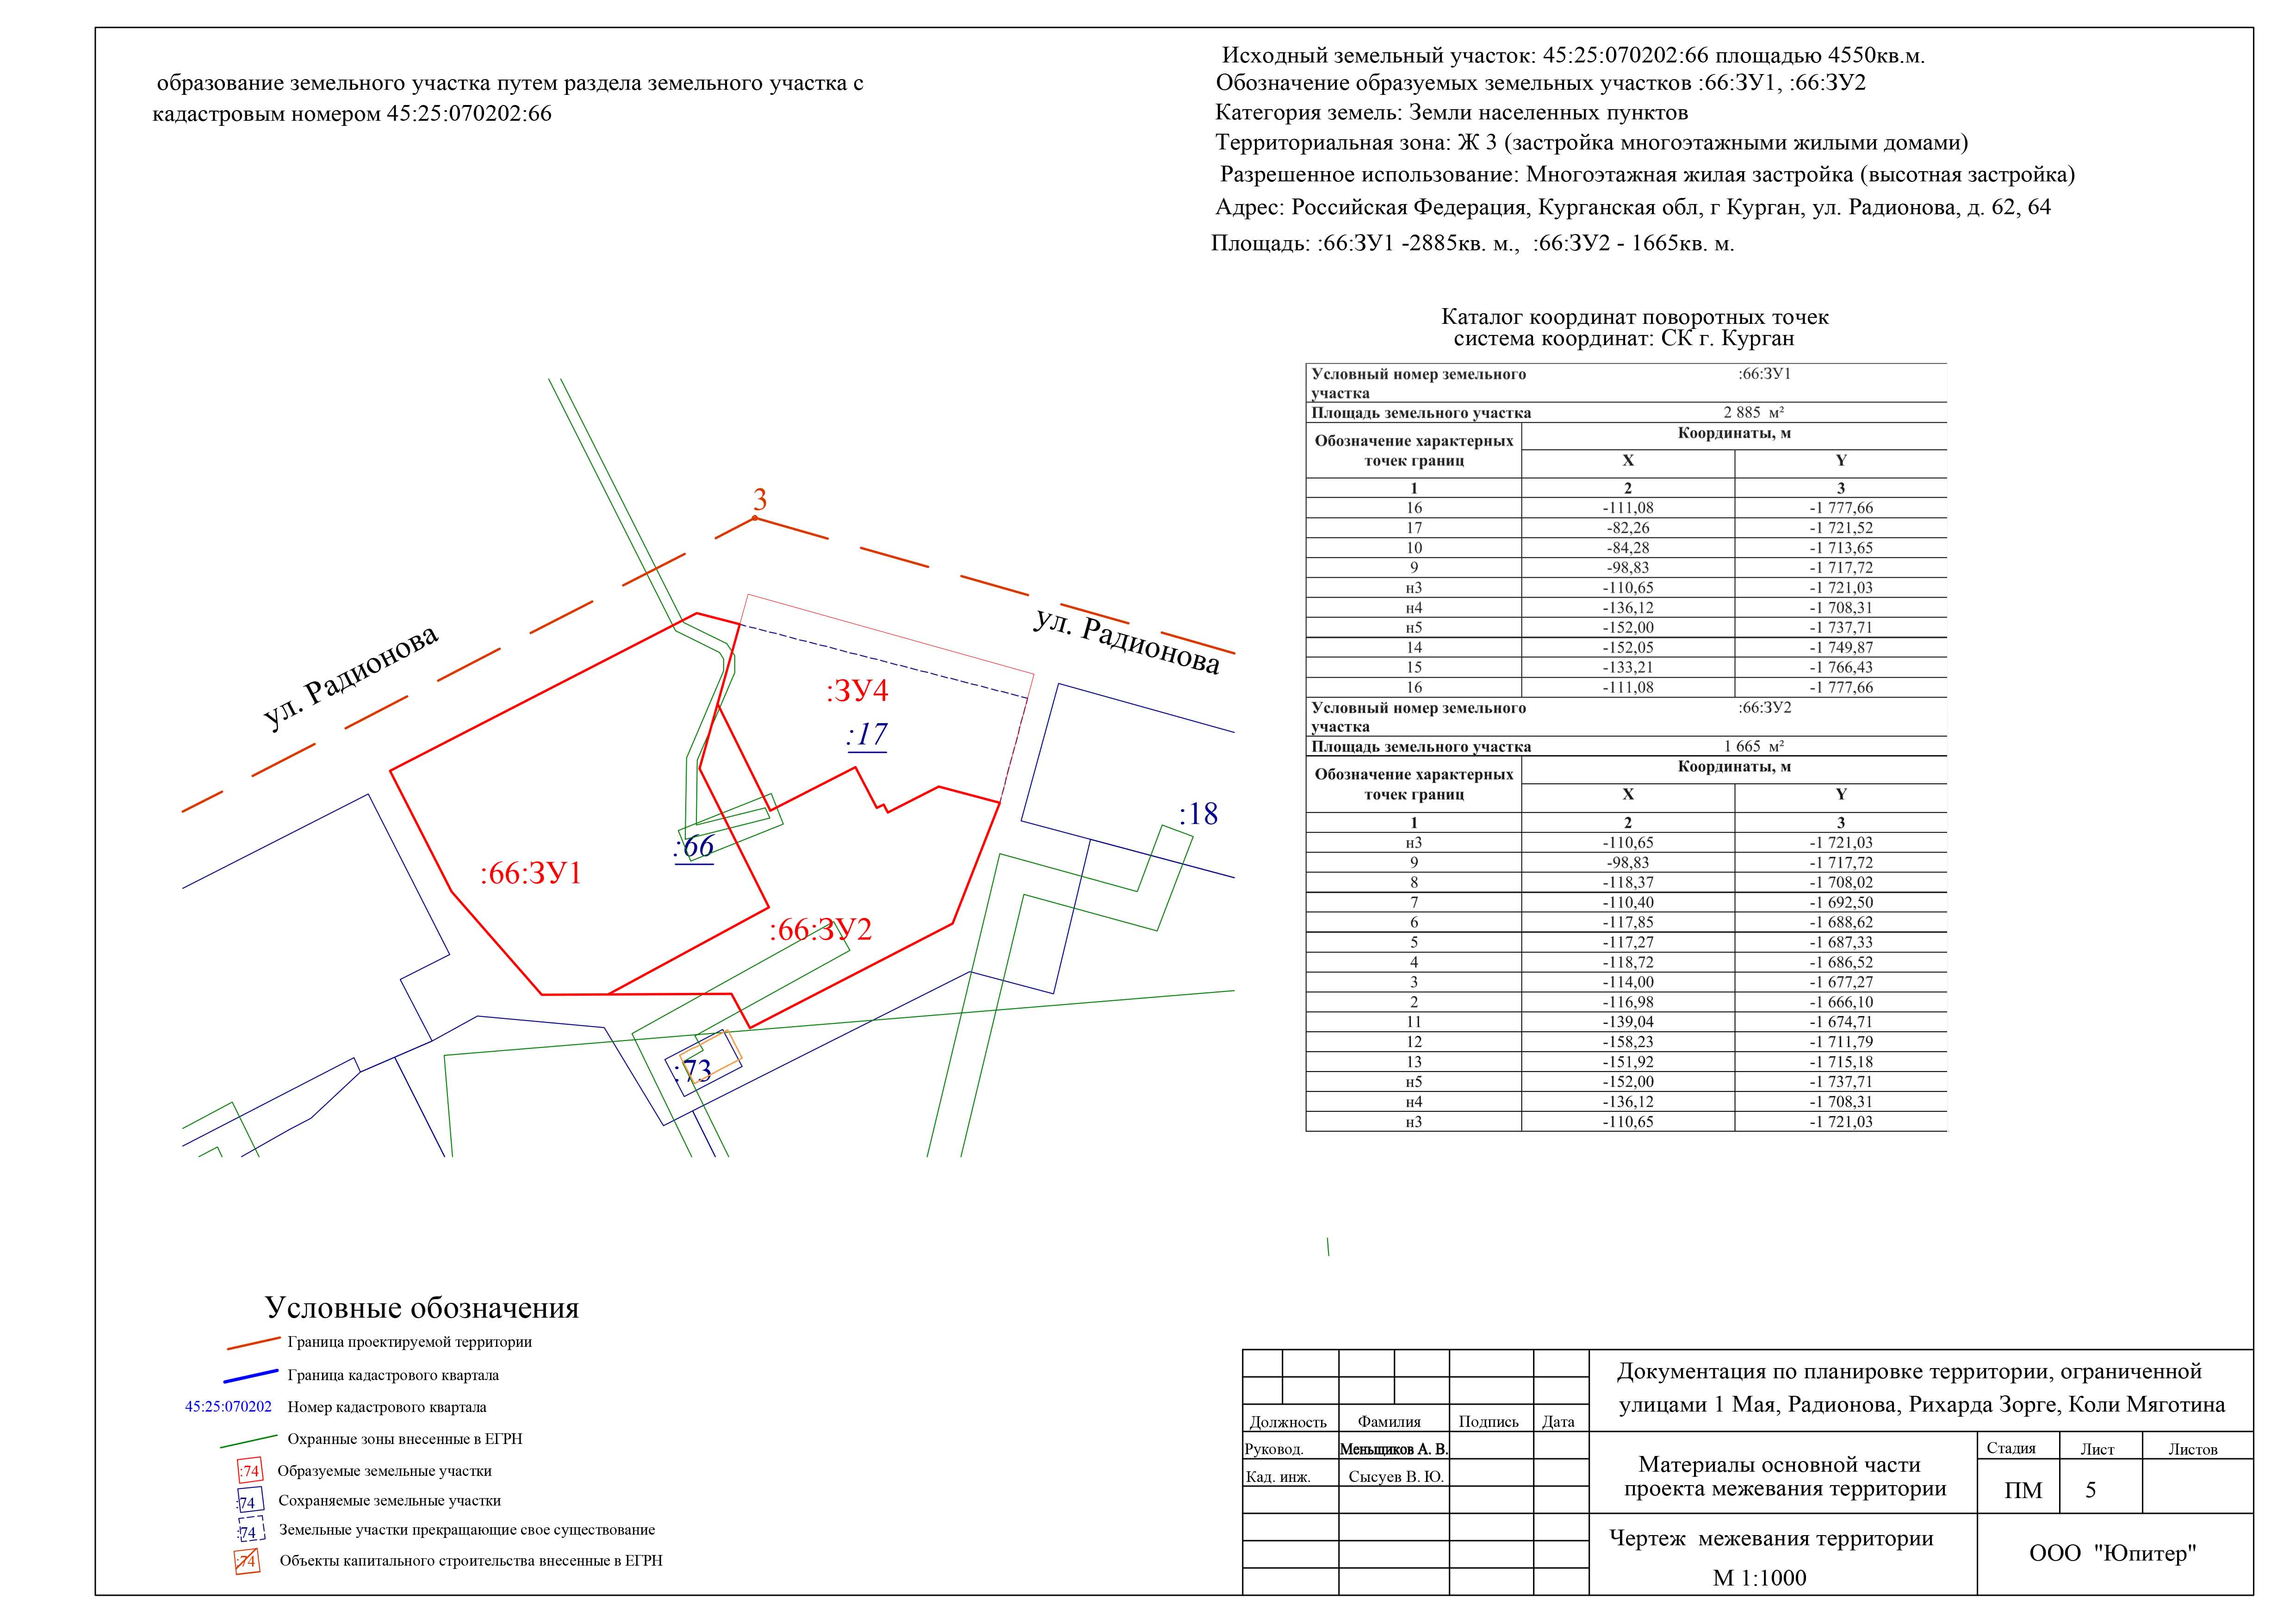 образование земельного участка путем раздела земельного участка с
кадастровым номером 45:25:070202:66
Исходный земельный участок: 45:25:070202:66 площадью 4550кв.м.
Обозначение образуемых земельных участков :66:ЗУ1, :66:ЗУ2
Категория земель: Земли населенных пунктов
Территориальная зона: Ж 3 (застройка многоэтажными жилыми домами)
Разрешенное использование: Многоэтажная жилая застройка (высотная застройка)
Адрес: Российская Федерация, Курганская обл, г Курган, ул. Радионова, д. 62, 64
Площадь: :66:ЗУ1 -2885кв. м., :66:ЗУ2 - 1665кв. м.
Каталог координат поворотных точек
система координат: СК г. Курган
Условный номер земельного :66:ЗУ1
участка
Площадь земельного участка 2 885 м²
Обозначение характерных Координаты, м
точек границ X Y
1 2 3
16 -111,08 -1 777,66
17 -82,26 -1 721,52
10 -84,28 -1 713,65
9 -98,83 -1 717,72
н3 -110,65 -1 721,03
н4 -136,12 -1 708,31
н5 -152,00 -1 737,71
14 -152,05 -1 749,87
15 -133,21 -1 766,43
16 -111,08 -1 777,66
Условный номер земельного :66:ЗУ2
участка
Площадь земельного участка 1 665 м²
Обозначение характерных Координаты, м
точек границ X Y
1 2 3
н3 -110,65 -1 721,03
9 -98,83 -1 717,72
8 -118,37 -1 708,02
7 -110,40 -1 692,50
6 -117,85 -1 688,62
5 -117,27 -1 687,33
4 -118,72 -1 686,52
3 -114,00 -1 677,27
2 -116,98 -1 666,10
11 -139,04 -1 674,71
12 -158,23 -1 711,79
13 -151,92 -1 715,18
н5 -152,00 -1 737,71
н4 -136,12 -1 708,31
н3 -110,65 -1 721,03
3
ул. Радионова
ул. Радионова
:ЗУ4
:17
:18
:66
:66:ЗУ1
:66:ЗУ2
:73
Условные обозначения
Граница проектируемой территории
Граница кадастрового квартала
45:25:070202 Номер кадастрового квартала
Охранные зоны внесенные в ЕГРН
:74 Образуемые земельные участки
:74 Сохраняемые земельные участки
:74 Земельные участки прекращающие свое существование
:74 Объекты капитального строительства внесенные в ЕГРН
Документация по планировке территории, ограниченной
улицами 1 Мая, Радионова, Рихарда Зорге, Коли Мяготина
Должность Фамилия Подпись Дата
Руковод. Меньщиков А. В.
Кад. инж. Сысуев В. Ю.
Материалы основной части
проекта межевания территории
Стадия Лист Листов
ПМ 5
Чертеж межевания территории
М 1:1000
ООО "Юпитер"